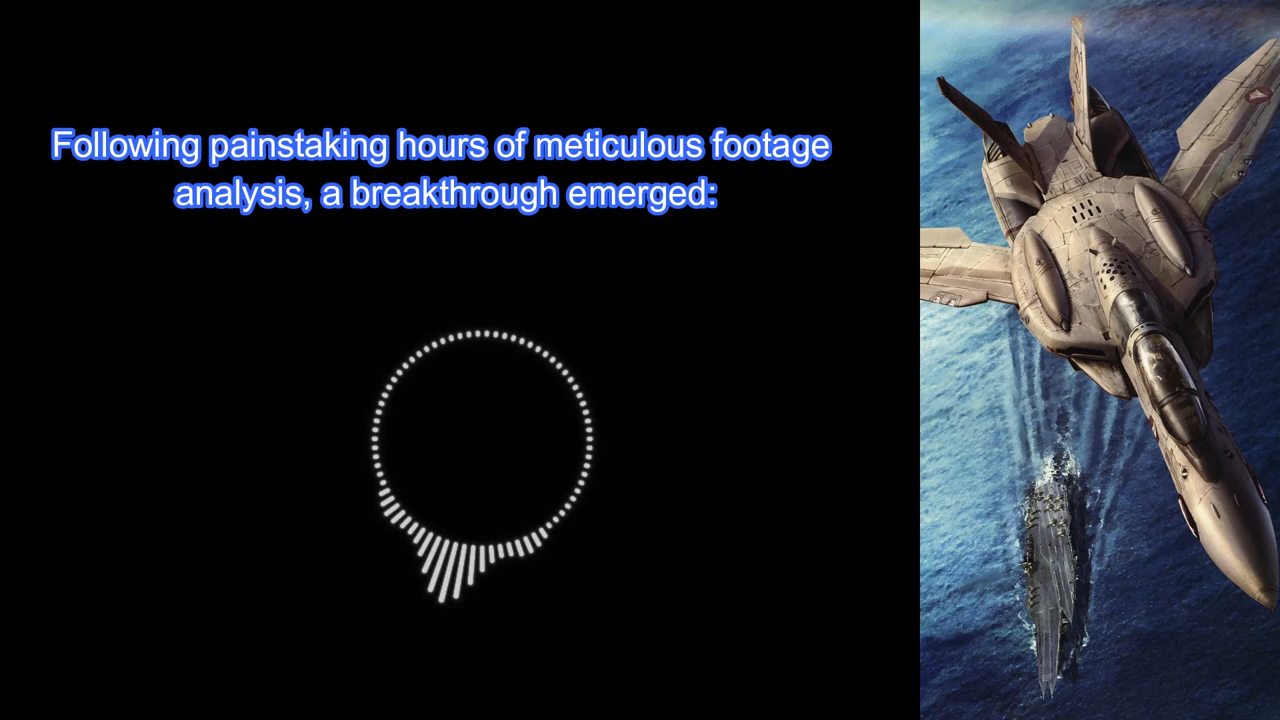 Following painstaking hours of meticulous footage
analysis, a breakthrough emerged: